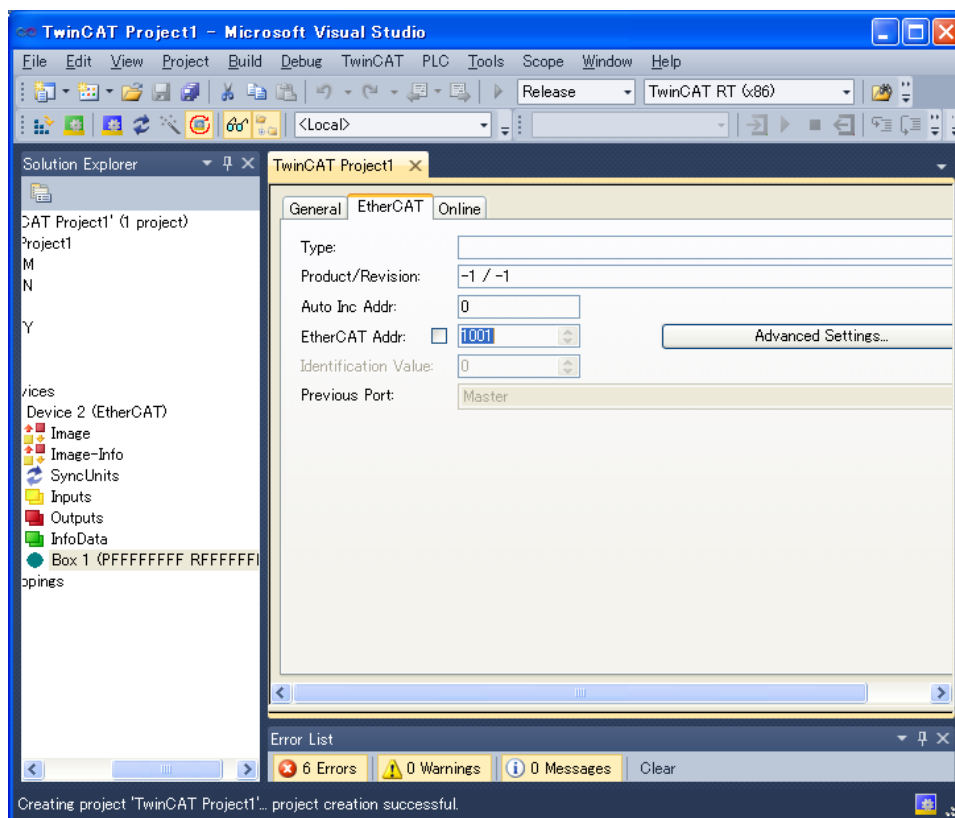 TwinCAT Project1 - Microsoft Visual Studio
File Edit View Project Build Debug TwinCAT PLC Tools Scope Window Help
Release TwinCAT RT (x86)
<Local>
Solution Explorer
TwinCAT Project1
General EtherCAT Online
CAT Project1' (1 project)
Project1
M
N
Y
vices
Device 2 (EtherCAT)
Image
Image-Info
SyncUnits
Inputs
Outputs
InfoData
Box 1 (PFFFFFFFF RFFFFFFF
ppings
Type:
Product/Revision: -1 / -1
Auto Inc Addr: 0
EtherCAT Addr: 1001 Advanced Settings...
Identification Value: 0
Previous Port: Master
Error List
6 Errors 0 Warnings 0 Messages Clear
Creating project 'TwinCAT Project1'... project creation successful.